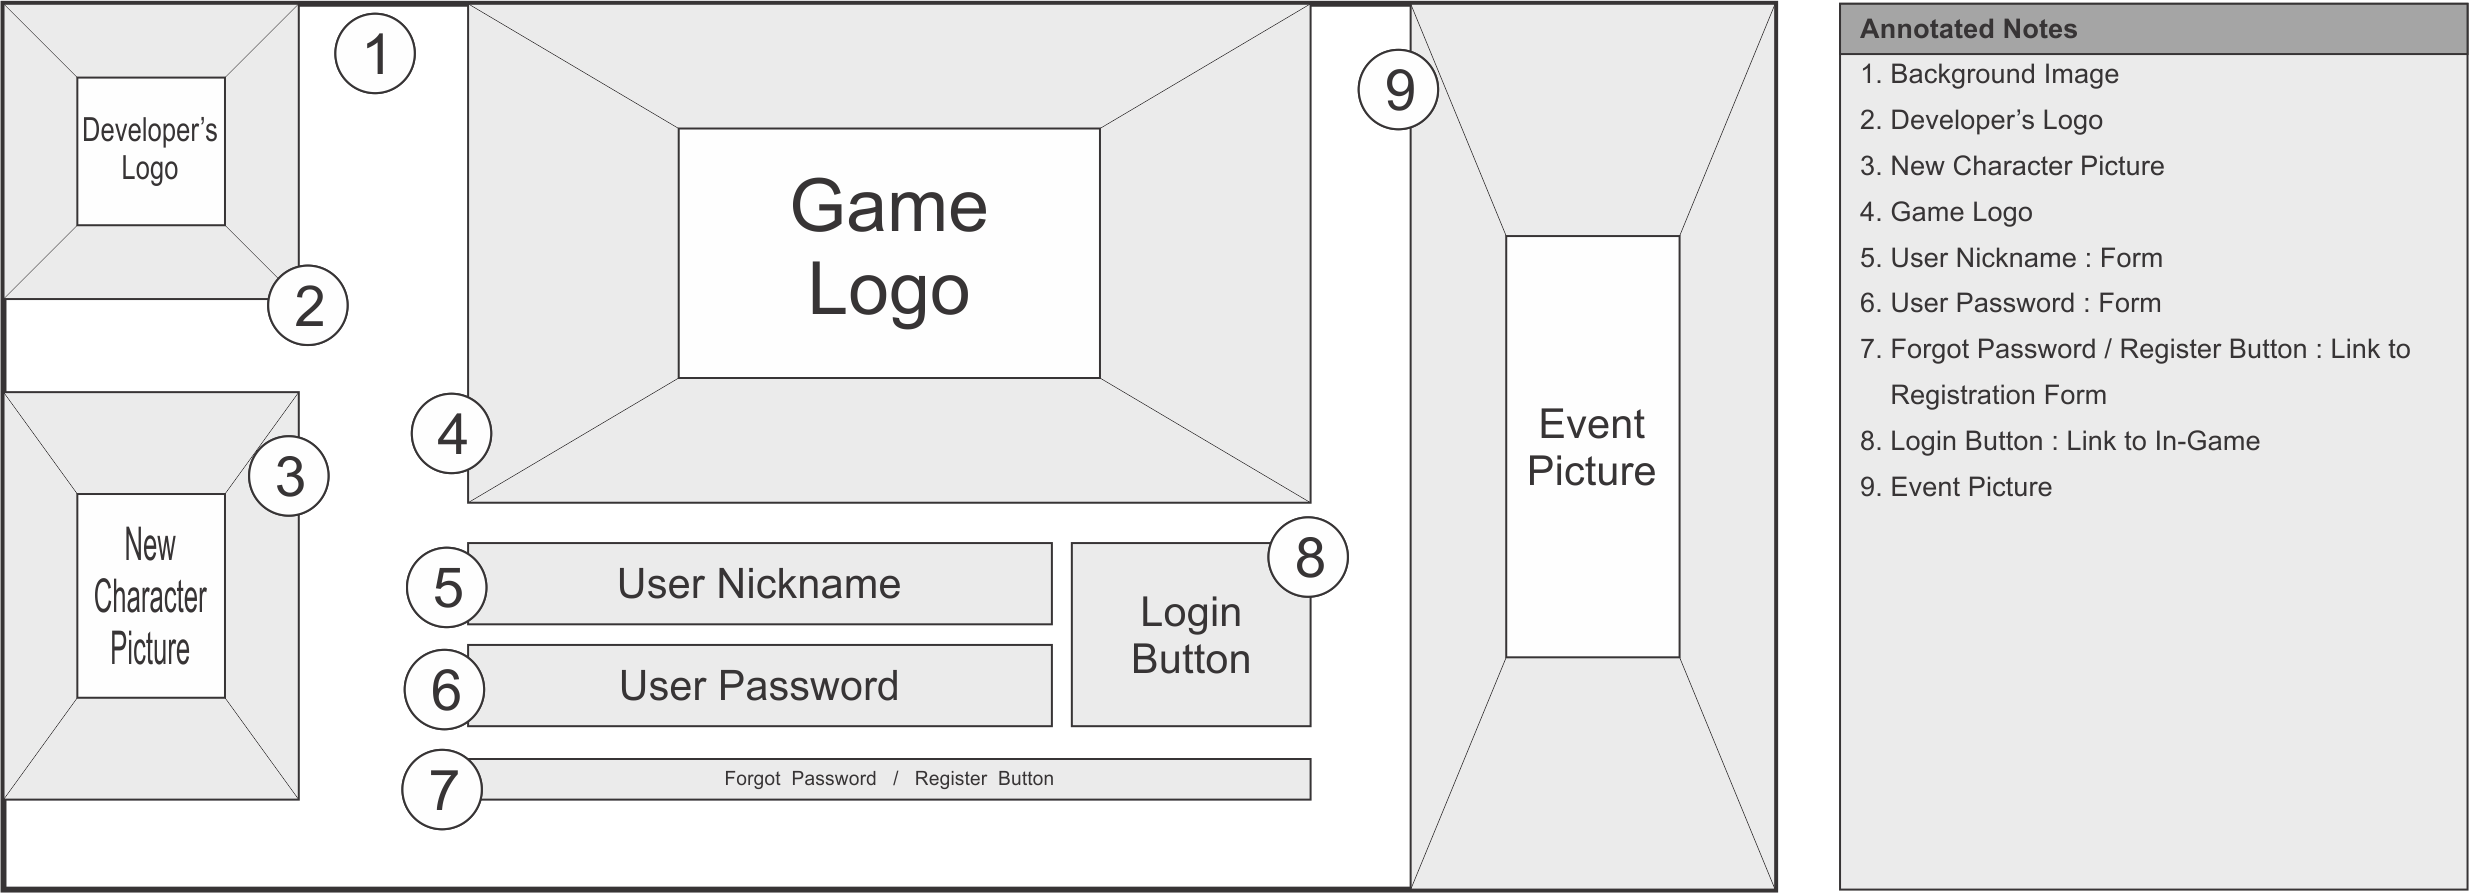 Developer’s
Logo
1
2
New
Character
Picture
3
Game
Logo
4
User Nickname
5
User Password
6
Forgot Password / Register Button
7
Login
Button
8
Event
Picture
9
Annotated Notes
1. Background Image
2. Developer’s Logo
3. New Character Picture
4. Game Logo
5. User Nickname : Form
6. User Password : Form
7. Forgot Password / Register Button : Link to
Registration Form
8. Login Button : Link to In-Game
9. Event Picture